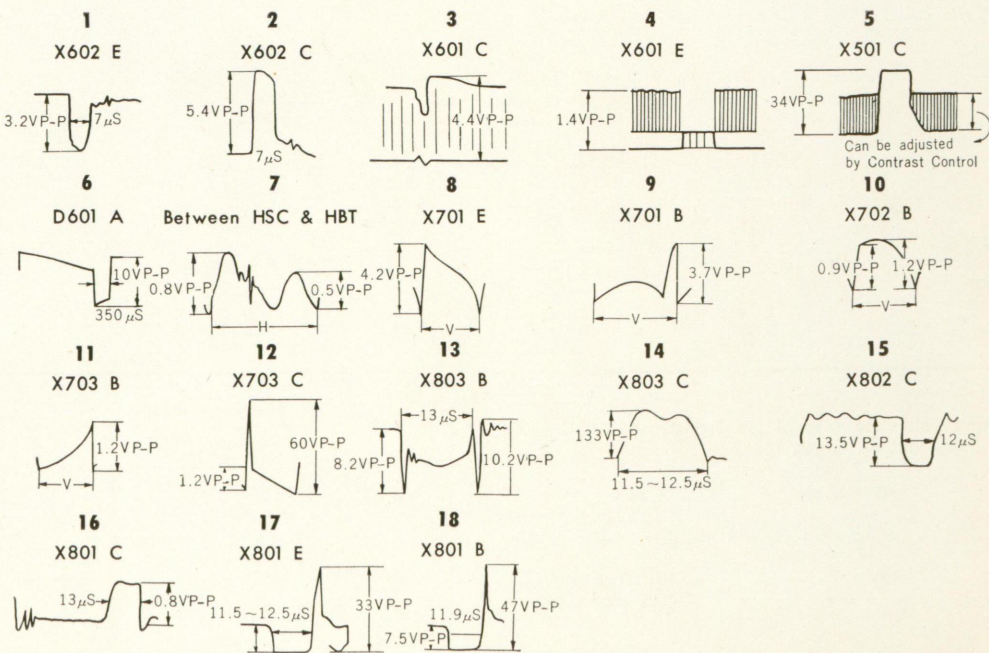 1
X602 E
3.2VP-P
7μS
2
X602 C
5.4VP-P
7μS
3
X601 C
4.4VP-P
4
X601 E
1.4VP-P
5
X501 C
34VP-P
Can be adjusted
by Contrast Control
6
D601 A
10VP-P
350μS
7
Between HSC & HBT
0.8VP-P
0.5VP-P
H
8
X701 E
4.2VP-P
V
9
X701 B
3.7VP-P
V
10
X702 B
0.9VP-P
1.2VP-P
V
11
X703 B
1.2VP-P
V
12
X703 C
60VP-P
1.2VP-P
13
X803 B
13μS
8.2VP-P
10.2VP-P
14
X803 C
133VP-P
11.5~12.5μS
15
X802 C
13.5VP-P
12μS
16
X801 C
13μS
0.8VP-P
17
X801 E
11.5~12.5μS
33VP-P
18
X801 B
11.9μS
7.5VP-P
47VP-P